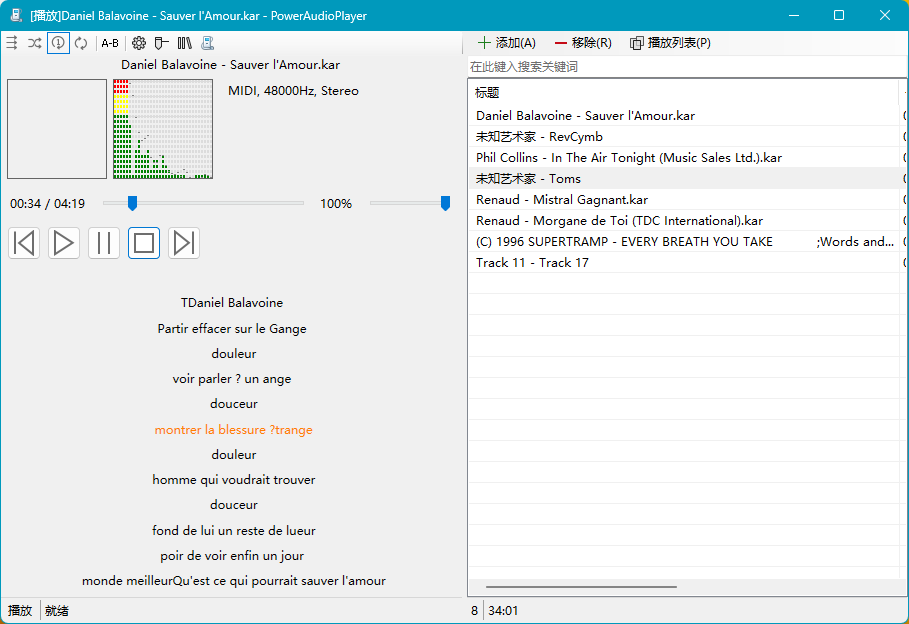 [播放]Daniel Balavoine - Sauver l'Amour.kar - PowerAudioPlayer
A-B
Daniel Balavoine - Sauver l'Amour.kar
MIDI, 48000Hz, Stereo
00:34 / 04:19
100%
TDaniel Balavoine
Partir effacer sur le Gange
douleur
voir parler ? un ange
douceur
montrer la blessure ?trange
douleur
homme qui voudrait trouver
douceur
fond de lui un reste de lueur
poir de voir enfin un jour
monde meilleurQu'est ce qui pourrait sauver l'amour
播放 就绪
添加(A) 移除(R) 播放列表(P)
在此键入搜索关键词
标题
Daniel Balavoine - Sauver l'Amour.kar
未知艺术家 - RevCymb
Phil Collins - In The Air Tonight (Music Sales Ltd.).kar
未知艺术家 - Toms
Renaud - Mistral Gagnant.kar
Renaud - Morgane de Toi (TDC International).kar
(C) 1996 SUPERTRAMP - EVERY BREATH YOU TAKE ;Words and...
Track 11 - Track 17
8 34:01